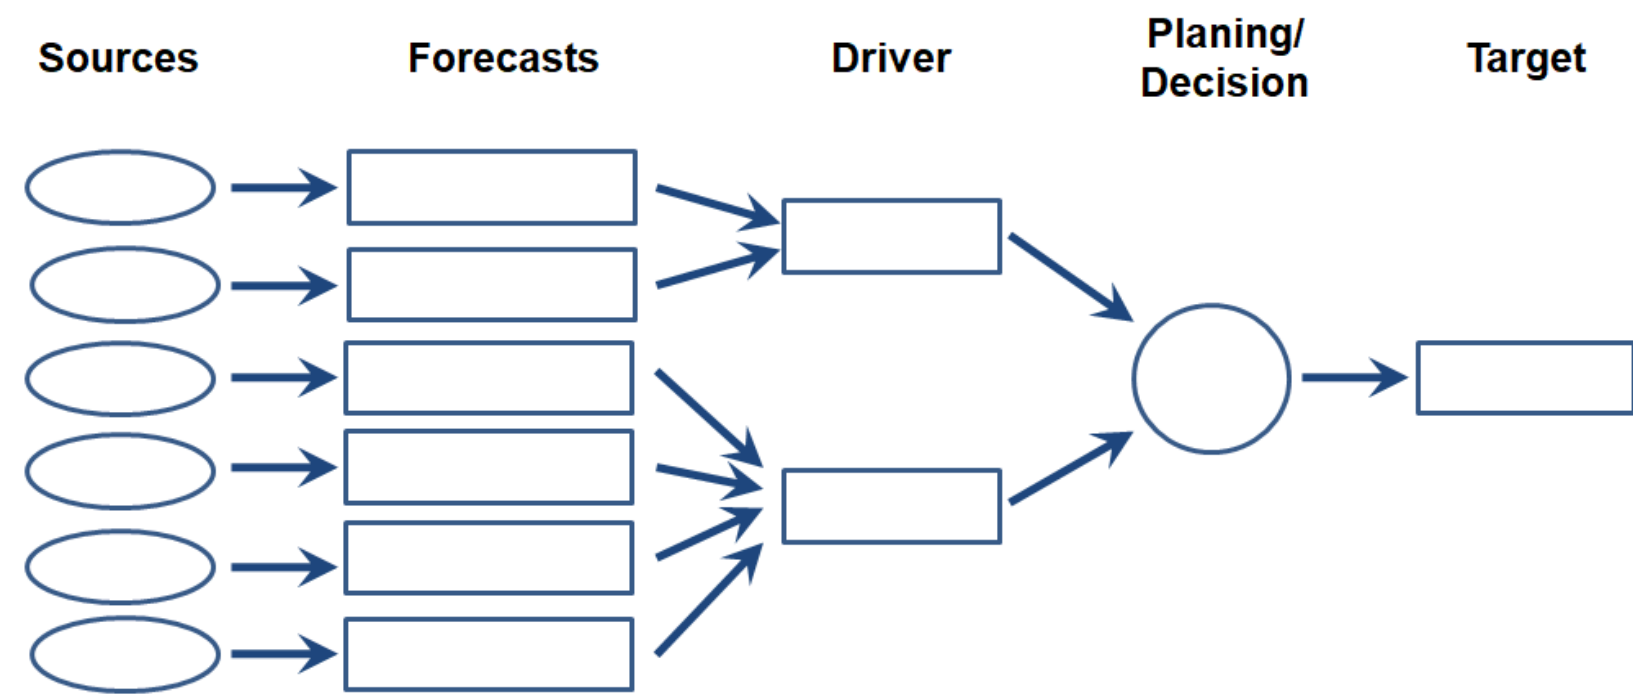 Sources
Forecasts
Driver
Planing/
Decision
Target